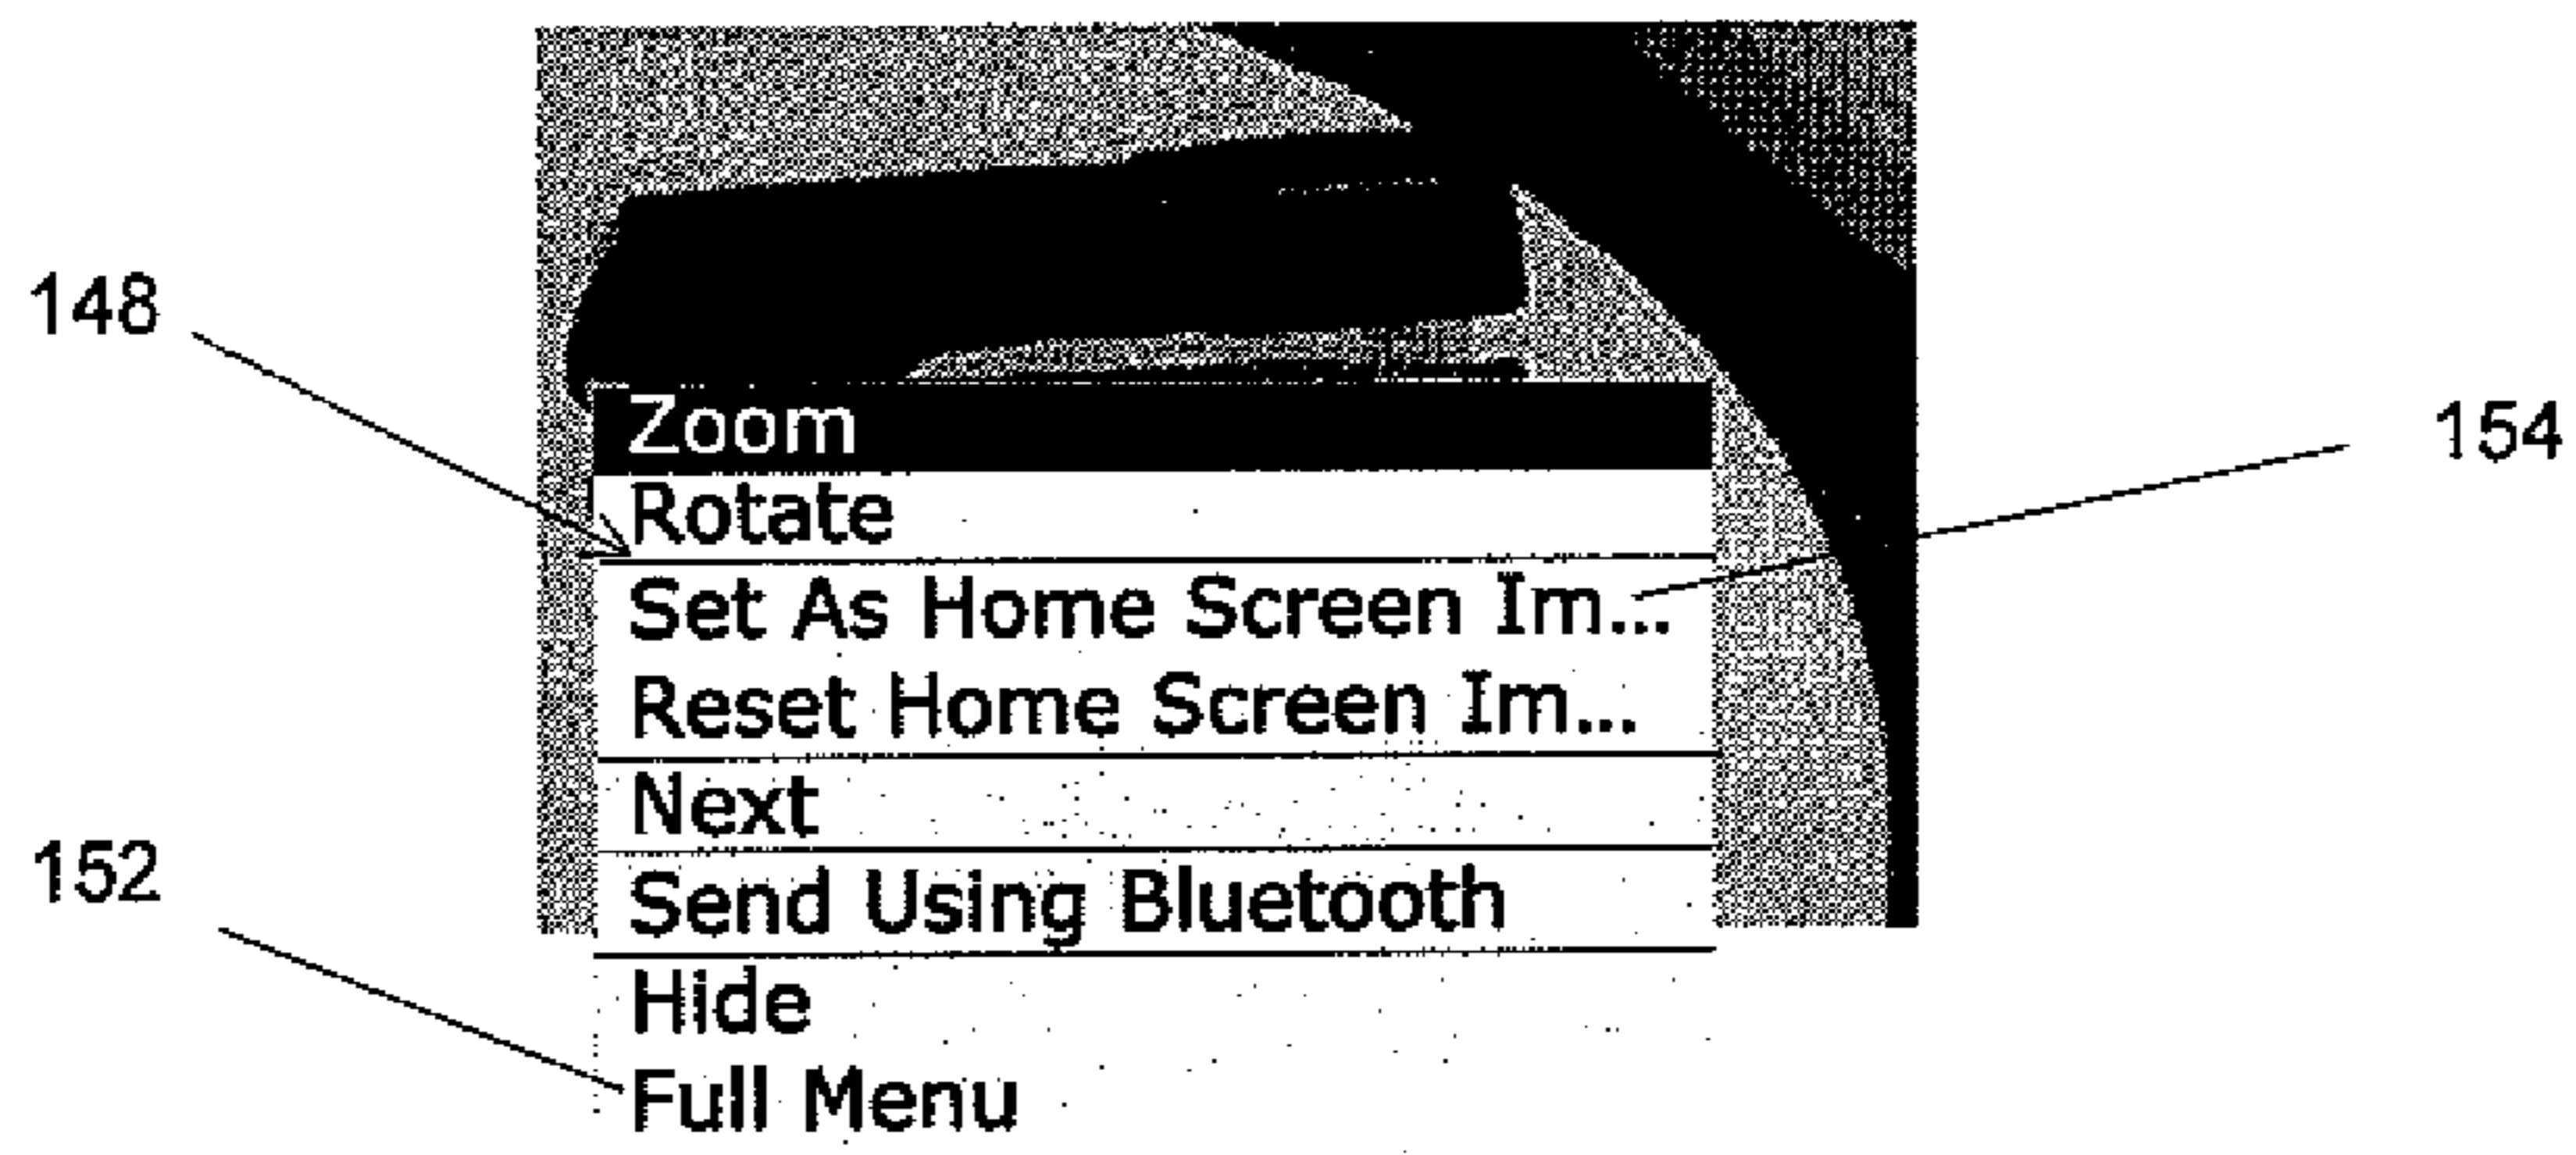 148
154
Zoom
Rotate
Set As Home Screen Im...
Reset Home Screen Im...
Next
152
Send Using Bluetooth
Hide
Full Menu